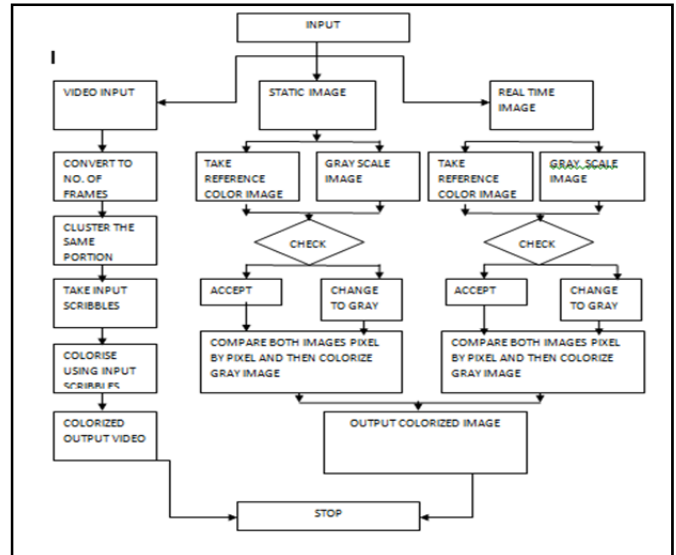 INPUT
I
VIDEO INPUT
STATIC IMAGE
REAL TIME
IMAGE
CONVERT TO
NO. OF
FRAMES
TAKE
REFERENCE
COLOR IMAGE
GRAY SCALE
IMAGE
TAKE
REFERENCE
COLOR IMAGE
GRAY SCALE
IMAGE
CLUSTER THE
SAME
PORTION
CHECK
CHECK
TAKE INPUT
SCRIBBLES
ACCEPT
CHANGE
TO GRAY
ACCEPT
CHANGE
TO GRAY
COLORISE
USING INPUT
SCRIBBLES
COMPARE BOTH IMAGES PIXEL
BY PIXEL AND THEN COLORIZE
GRAY IMAGE
COMPARE BOTH IMAGES PIXEL
BY PIXEL AND THEN COLORIZE
GRAY IMAGE
COLORIZED
OUTPUT VIDEO
OUTPUT COLORIZED IMAGE
STOP